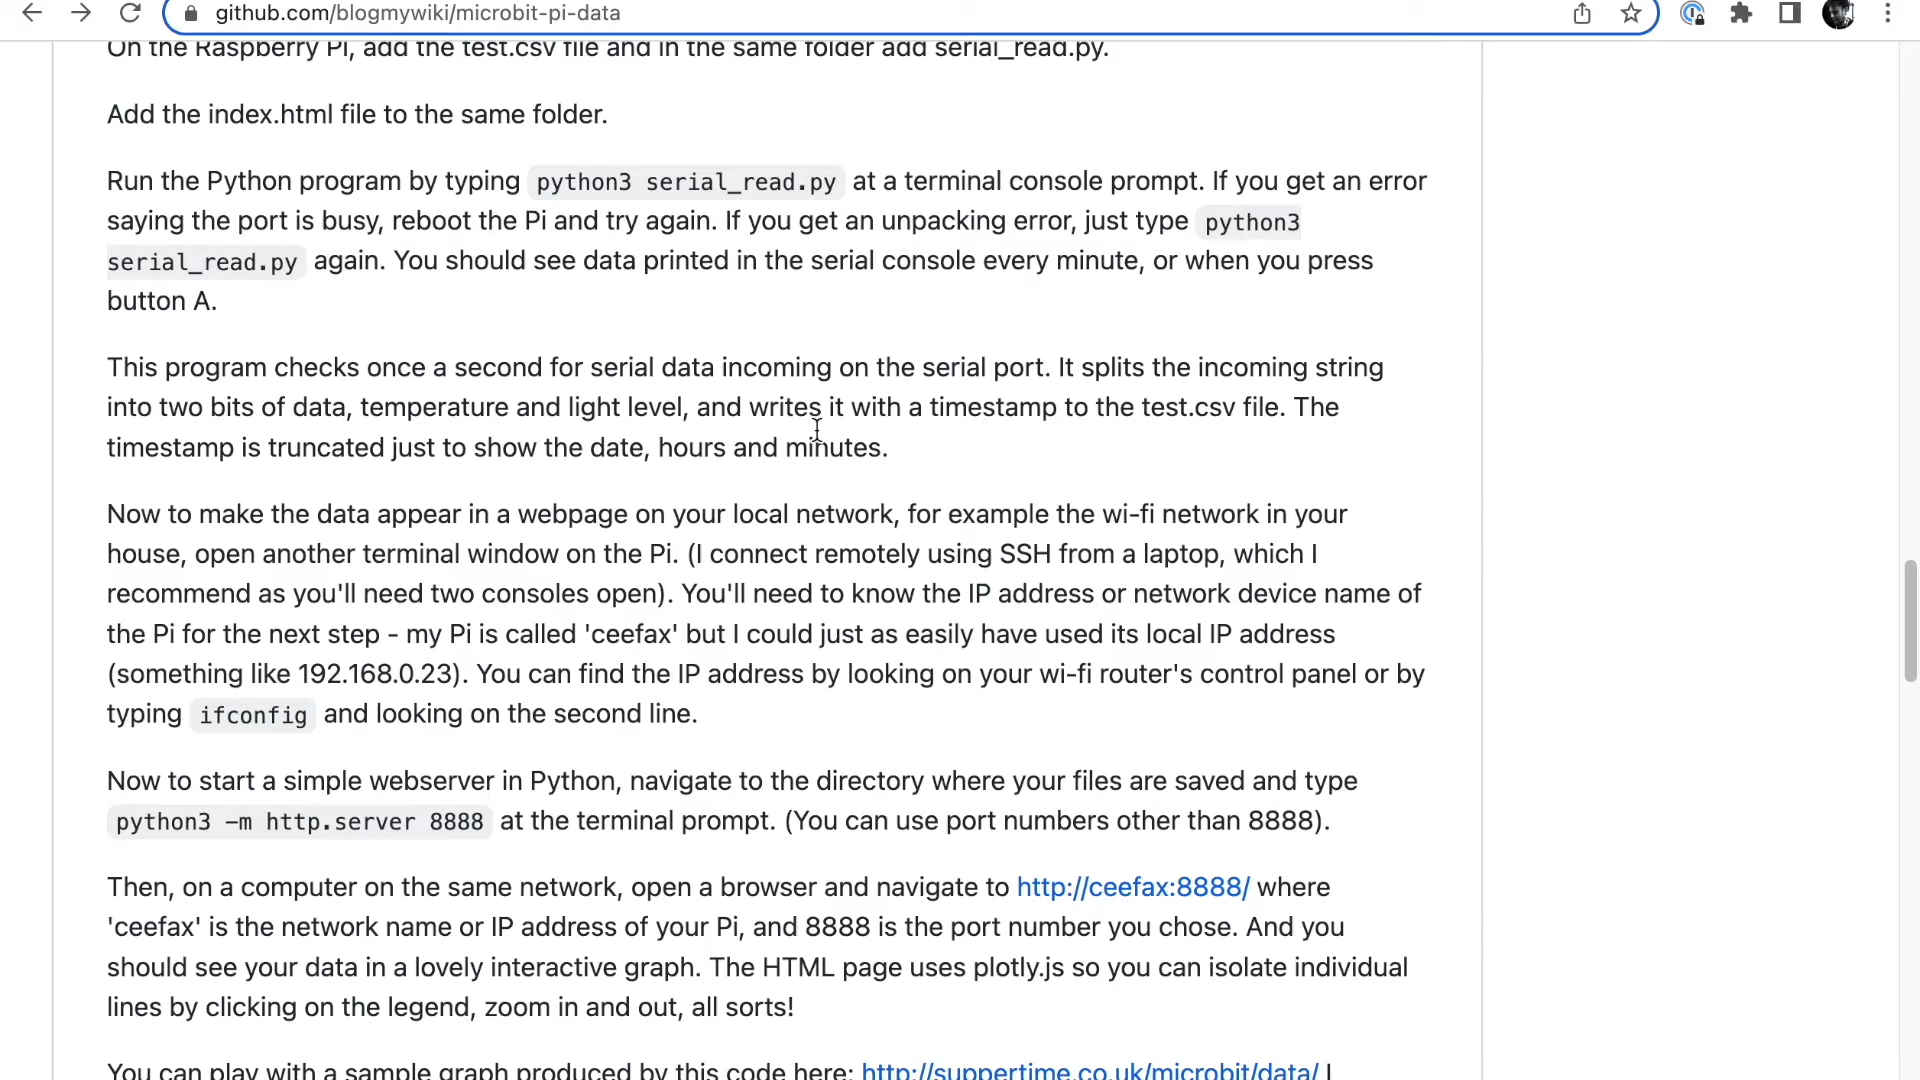 github.com/blogmywiki/microbit-pi-data
On the Raspberry Pi, add the test.csv file and in the same folder add serial_read.py.
Add the index.html file to the same folder.
Run the Python program by typing python3 serial_read.py at a terminal console prompt. If you get an error
saying the port is busy, reboot the Pi and try again. If you get an unpacking error, just type python3
serial_read.py again. You should see data printed in the serial console every minute, or when you press
button A.
This program checks once a second for serial data incoming on the serial port. It splits the incoming string
into two bits of data, temperature and light level, and writes it with a timestamp to the test.csv file. The
timestamp is truncated just to show the date, hours and minutes.
Now to make the data appear in a webpage on your local network, for example the wi-fi network in your
house, open another terminal window on the Pi. (I connect remotely using SSH from a laptop, which I
recommend as you'll need two consoles open). You'll need to know the IP address or network device name of
the Pi for the next step - my Pi is called 'ceefax' but I could just as easily have used its local IP address
(something like 192.168.0.23). You can find the IP address by looking on your wi-fi router's control panel or by
typing ifconfig and looking on the second line.
Now to start a simple webserver in Python, navigate to the directory where your files are saved and type
python3 -m http.server 8888 at the terminal prompt. (You can use port numbers other than 8888).
Then, on a computer on the same network, open a browser and navigate to http://ceefax:8888/ where
'ceefax' is the network name or IP address of your Pi, and 8888 is the port number you chose. And you
should see your data in a lovely interactive graph. The HTML page uses plotly.js so you can isolate individual
lines by clicking on the legend, zoom in and out, all sorts!
You can play with a sample graph produced by this code here: http://suppertime.co.uk/microbit/data/ I